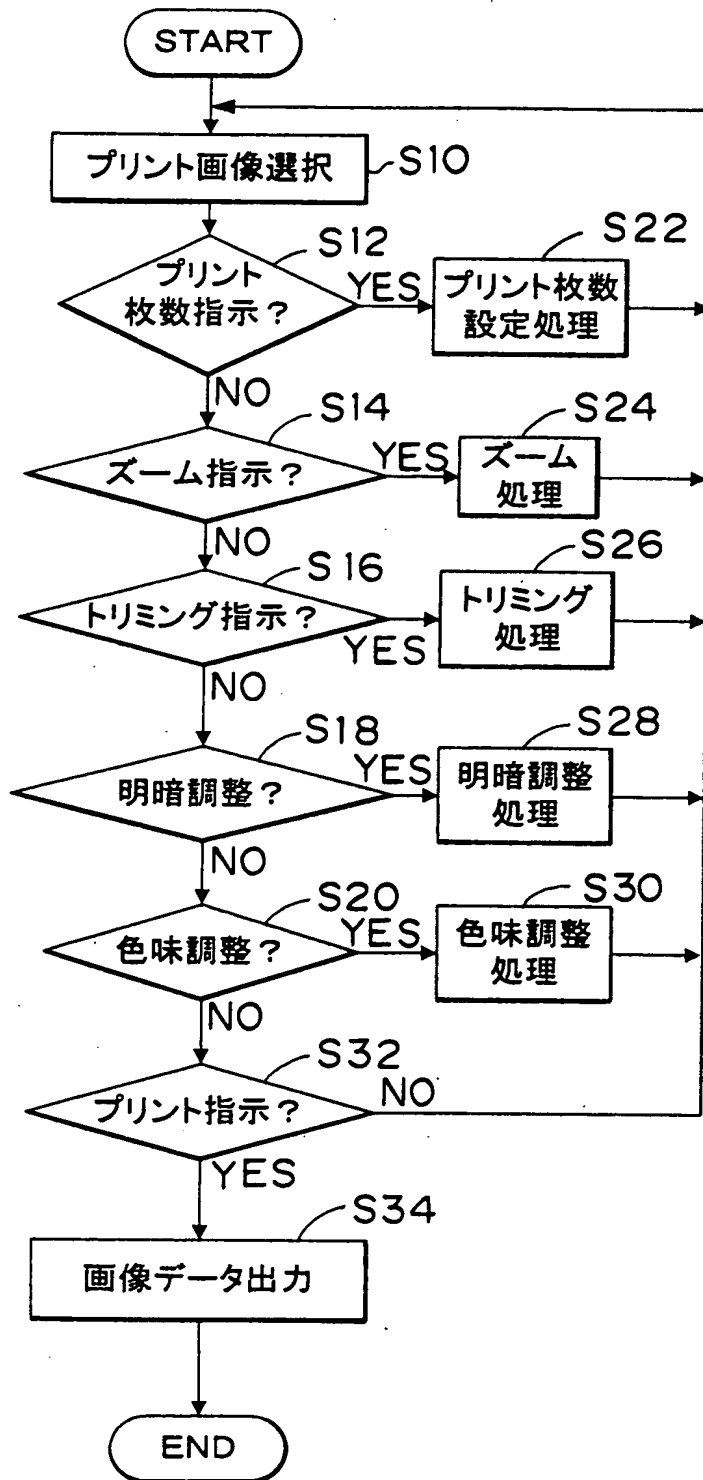 START
プリント画像選択
S10
プリント
枚数指示？
S12
YES
プリント枚数
設定処理
S22
NO
ズーム指示？
S14
YES
ズーム
処理
S24
NO
トリミング指示？
S16
YES
トリミング
処理
S26
NO
明暗調整？
S18
YES
明暗調整
処理
S28
NO
色味調整？
S20
YES
色味調整
処理
S30
NO
プリント指示？
S32
NO
YES
画像データ出力
S34
END